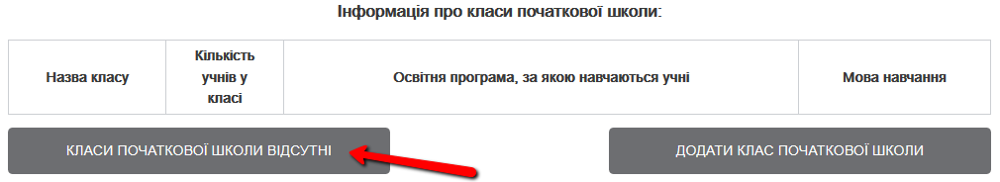 Інформація про класи початкової школи:
Назва класу
Кількість
учнів у
класі
Освітня програма, за якою навчаються учні
Мова навчання
КЛАСИ ПОЧАТКОВОЇ ШКОЛИ ВІДСУТНІ
ДОДАТИ КЛАС ПОЧАТКОВОЇ ШКОЛИ